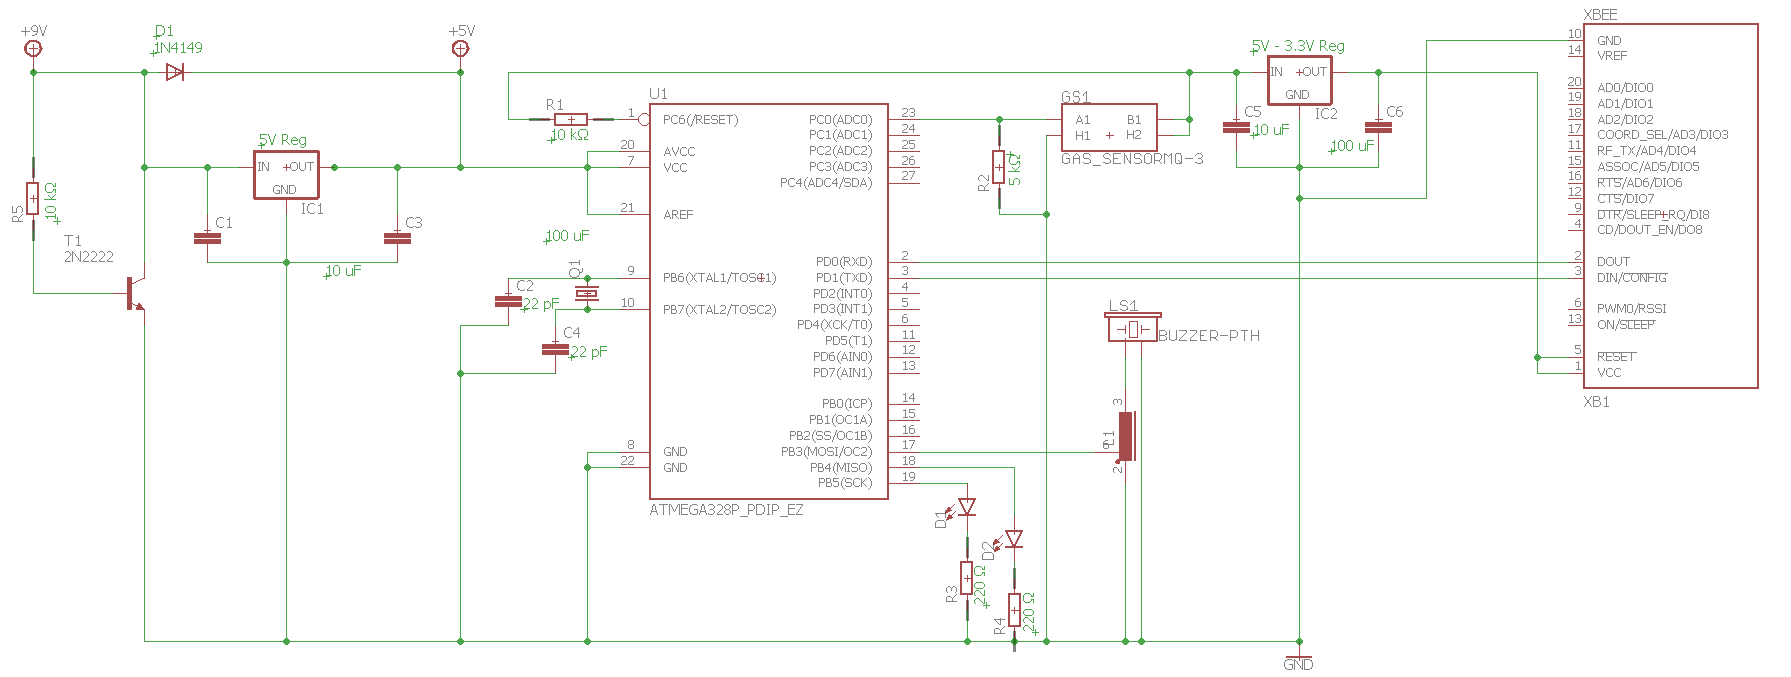 +9V
D1
1N4149
+5V
R5
10 kΩ
T1
2N2222
5V Reg
IN
+OUT
GND
IC1
C1
C3
10 uF
R1
10 kΩ
100 uF
Q1
C2
22 pF
C4
22 pF
U1
1
PC6(/RESET)
20
AVCC
7
VCC
21
AREF
9
PB6(XTAL1/TOSC1)
10
PB7(XTAL2/TOSC2)
8
GND
22
GND
PC0(ADC0)
23
PC1(ADC1)
24
PC2(ADC2)
25
PC3(ADC3)
26
PC4(ADC4/SDA)
27
PD0(RXD)
2
PD1(TXD)
3
PD2(INT0)
4
PD3(INT1)
5
PD4(XCK/T0)
6
PD5(T1)
11
PD6(AIN0)
12
PD7(AIN1)
13
PB0(ICP)
14
PB1(OC1A)
15
PB2(SS/OC1B)
16
PB3(MOSI/OC2)
17
PB4(MISO)
18
PB5(SCK)
19
ATMEGA328P_PDIP_EZ
GS1
A1
B1
H1
H2
GAS_SENSORMQ-3
R2
5 kΩ
5V - 3.3V Reg
IN
+OUT
GND
IC2
C5
10 uF
C6
100 uF
LS1
BUZZER-PTH
3
L1
6
2
D1
R3
220 Ω
D2
R4
220 Ω
GND
XBEE
10
GND
14
VREF
20
AD0/DIO0
19
AD1/DIO1
18
AD2/DIO2
17
COORD_SEL/AD3/DIO3
11
RF_TX/AD4/DIO4
15
ASSOC/AD5/DIO5
16
RTS/AD6/DIO6
12
CTS/DIO7
9
DTR/SLEEP_RQ/DI8
4
CD/DOUT_EN/DO8
2
DOUT
3
DIN/CONFIG
6
PWM0/RSSI
13
ON/SLEEP
5
RESET
1
VCC
XB1